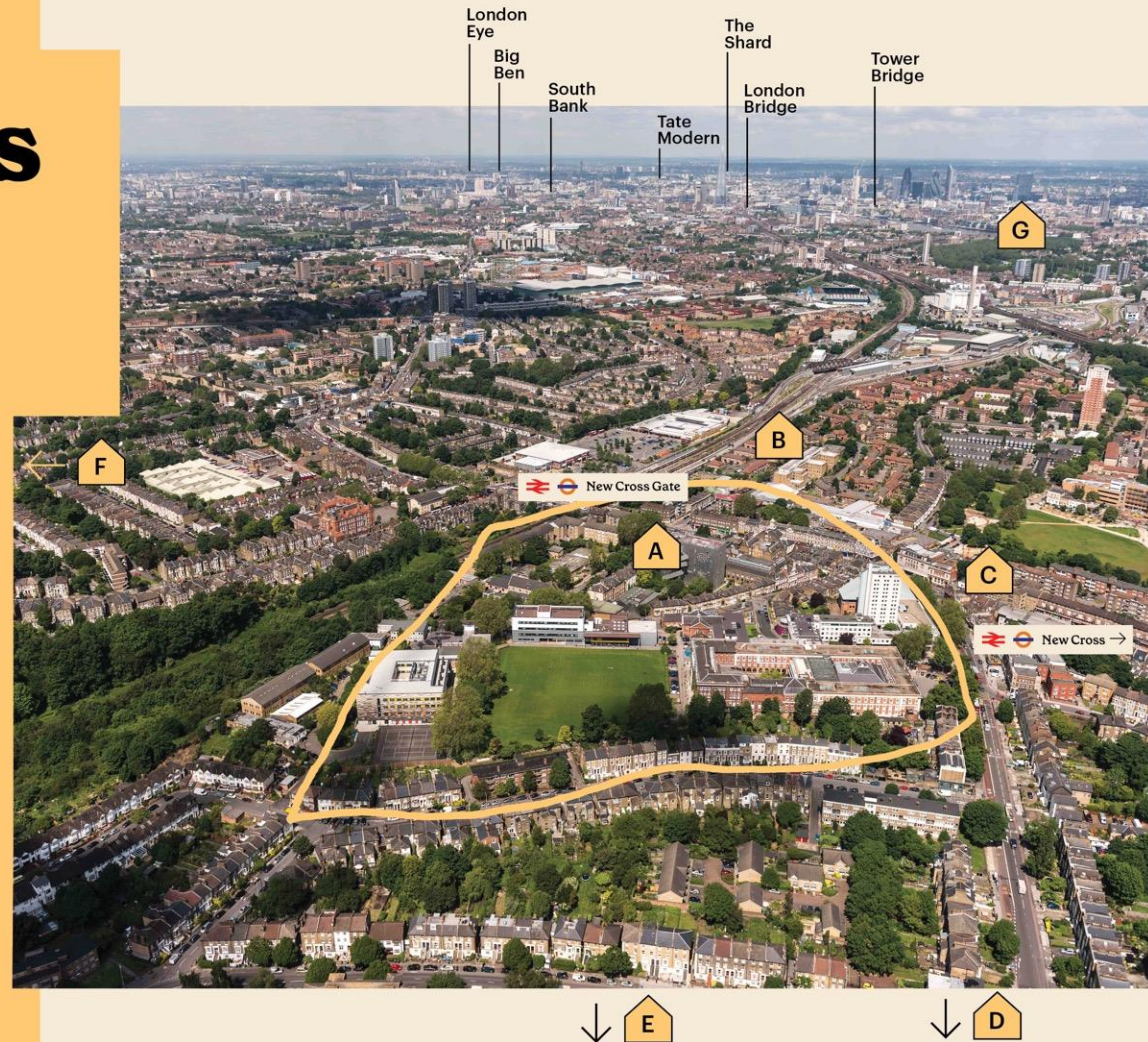 London
Eye
Big
Ben
South
Bank
Tate
Modern
The
Shard
London
Bridge
Tower
Bridge
s
G
F
B
New Cross Gate
A
C
New Cross →
E
D